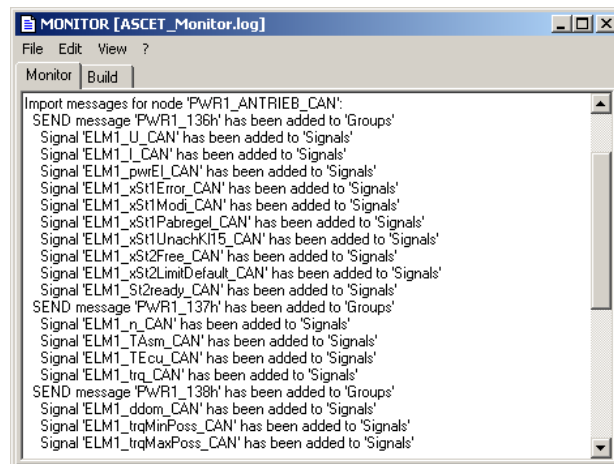 MONITOR [ASCET_Monitor.log]
File Edit View ?
Monitor Build
Import messages for node 'PWR1_ANTRIEB_CAN':
SEND message 'PWR1_136h' has been added to 'Groups'
Signal 'ELM1_U_CAN' has been added to 'Signals'
Signal 'ELM1_I_CAN' has been added to 'Signals'
Signal 'ELM1_pwrEl_CAN' has been added to 'Signals'
Signal 'ELM1_xSt1Error_CAN' has been added to 'Signals'
Signal 'ELM1_xSt1Modi_CAN' has been added to 'Signals'
Signal 'ELM1_xSt1Pabregel_CAN' has been added to 'Signals'
Signal 'ELM1_xSt1UnachKl15_CAN' has been added to 'Signals'
Signal 'ELM1_xSt2Free_CAN' has been added to 'Signals'
Signal 'ELM1_xSt2LimitDefault_CAN' has been added to 'Signals'
Signal 'ELM1_St2ready_CAN' has been added to 'Signals'
SEND message 'PWR1_137h' has been added to 'Groups'
Signal 'ELM1_n_CAN' has been added to 'Signals'
Signal 'ELM1_TAsm_CAN' has been added to 'Signals'
Signal 'ELM1_TEcu_CAN' has been added to 'Signals'
Signal 'ELM1_trq_CAN' has been added to 'Signals'
SEND message 'PWR1_138h' has been added to 'Groups'
Signal 'ELM1_ddom_CAN' has been added to 'Signals'
Signal 'ELM1_trqMinPoss_CAN' has been added to 'Signals'
Signal 'ELM1_trqMaxPoss_CAN' has been added to 'Signals'